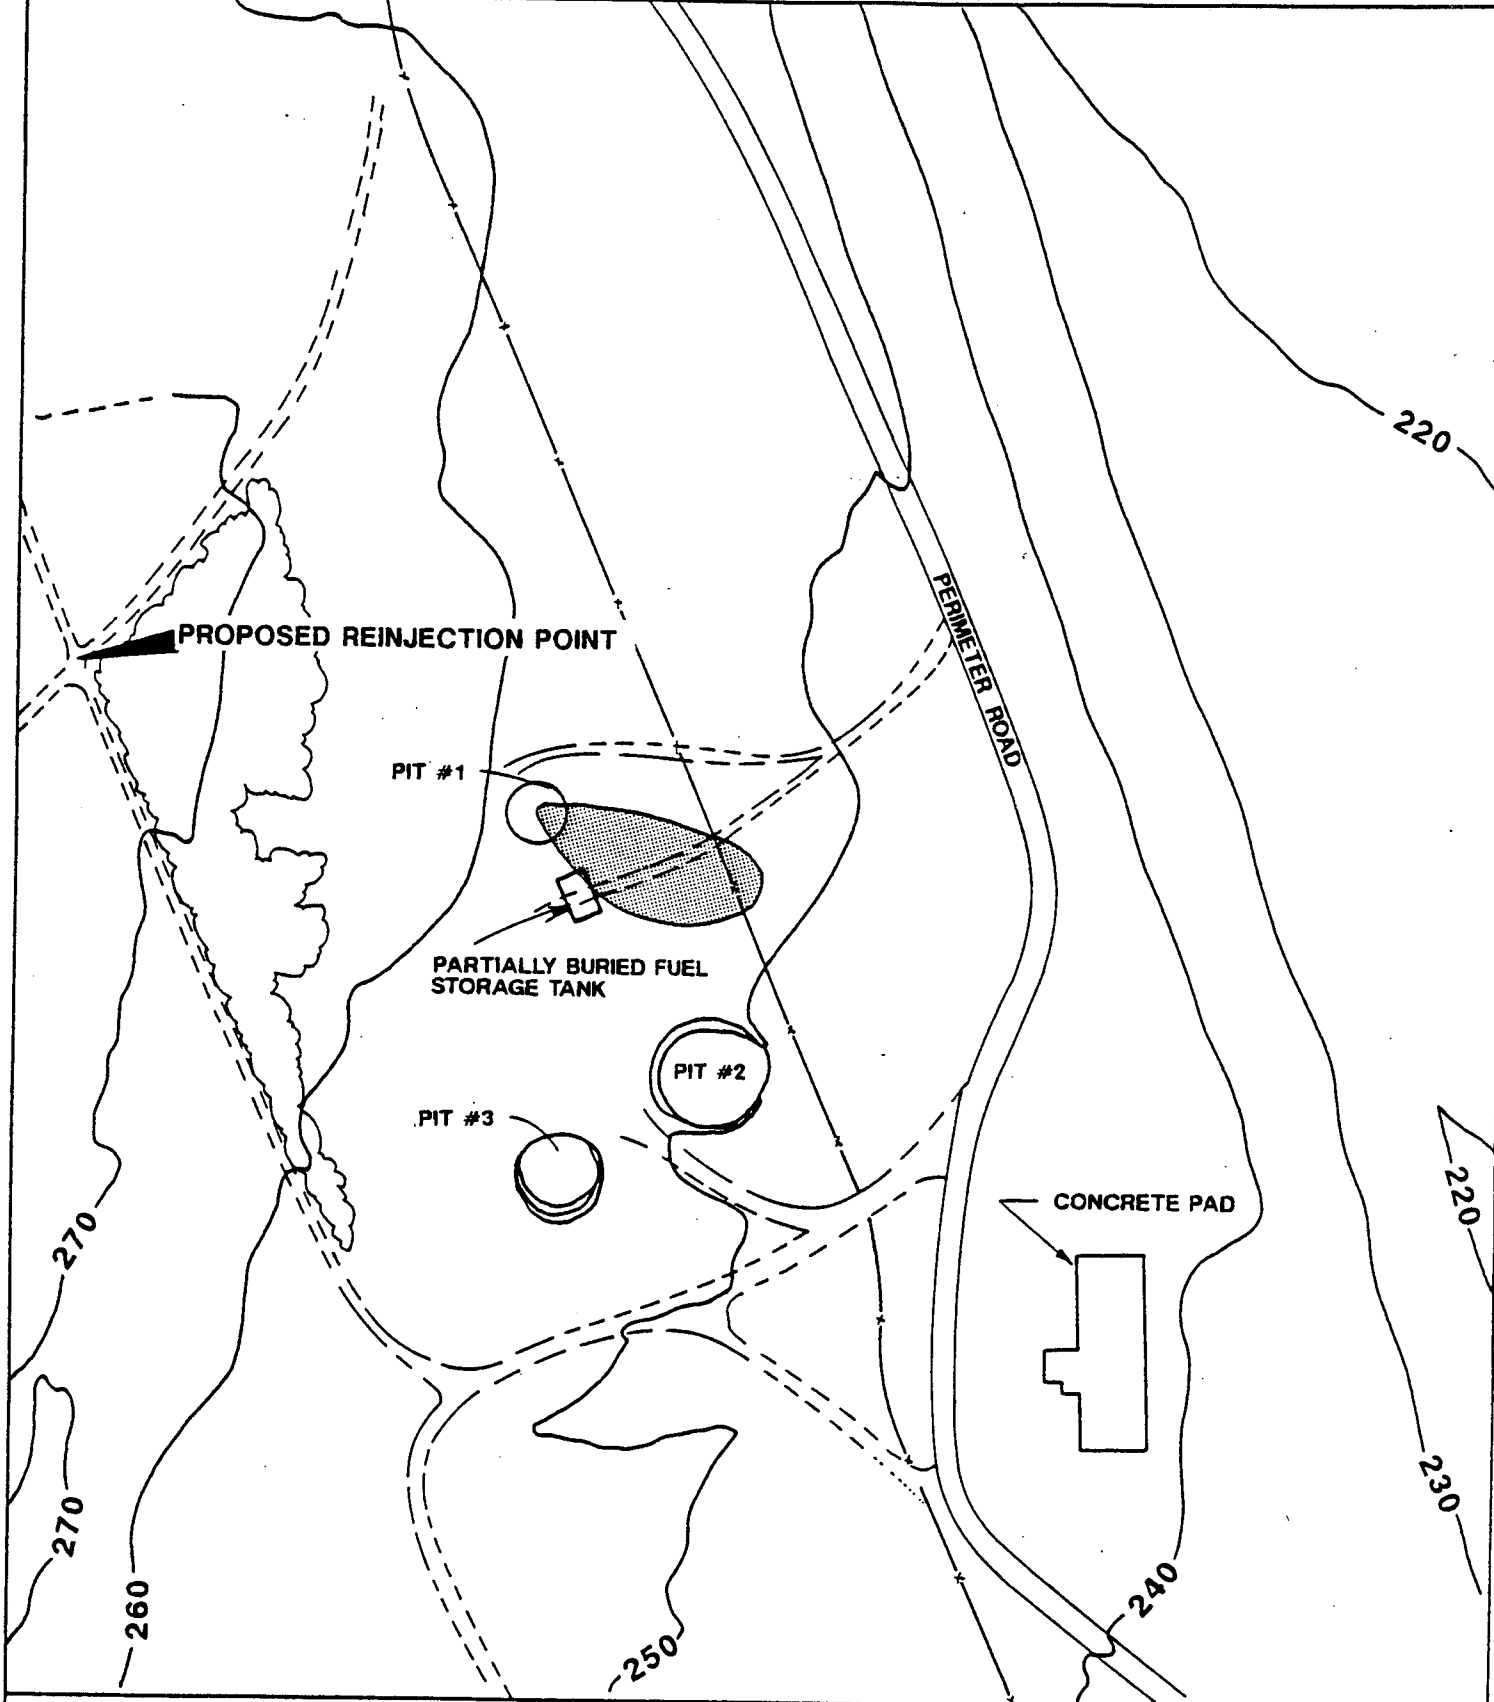 220
PERIMETER ROAD
PROPOSED REINJECTION POINT
PIT #1
PARTIALLY BURIED FUEL
STORAGE TANK
PIT #2
PIT #3
CONCRETE PAD
220
270
230
270
240
260
250